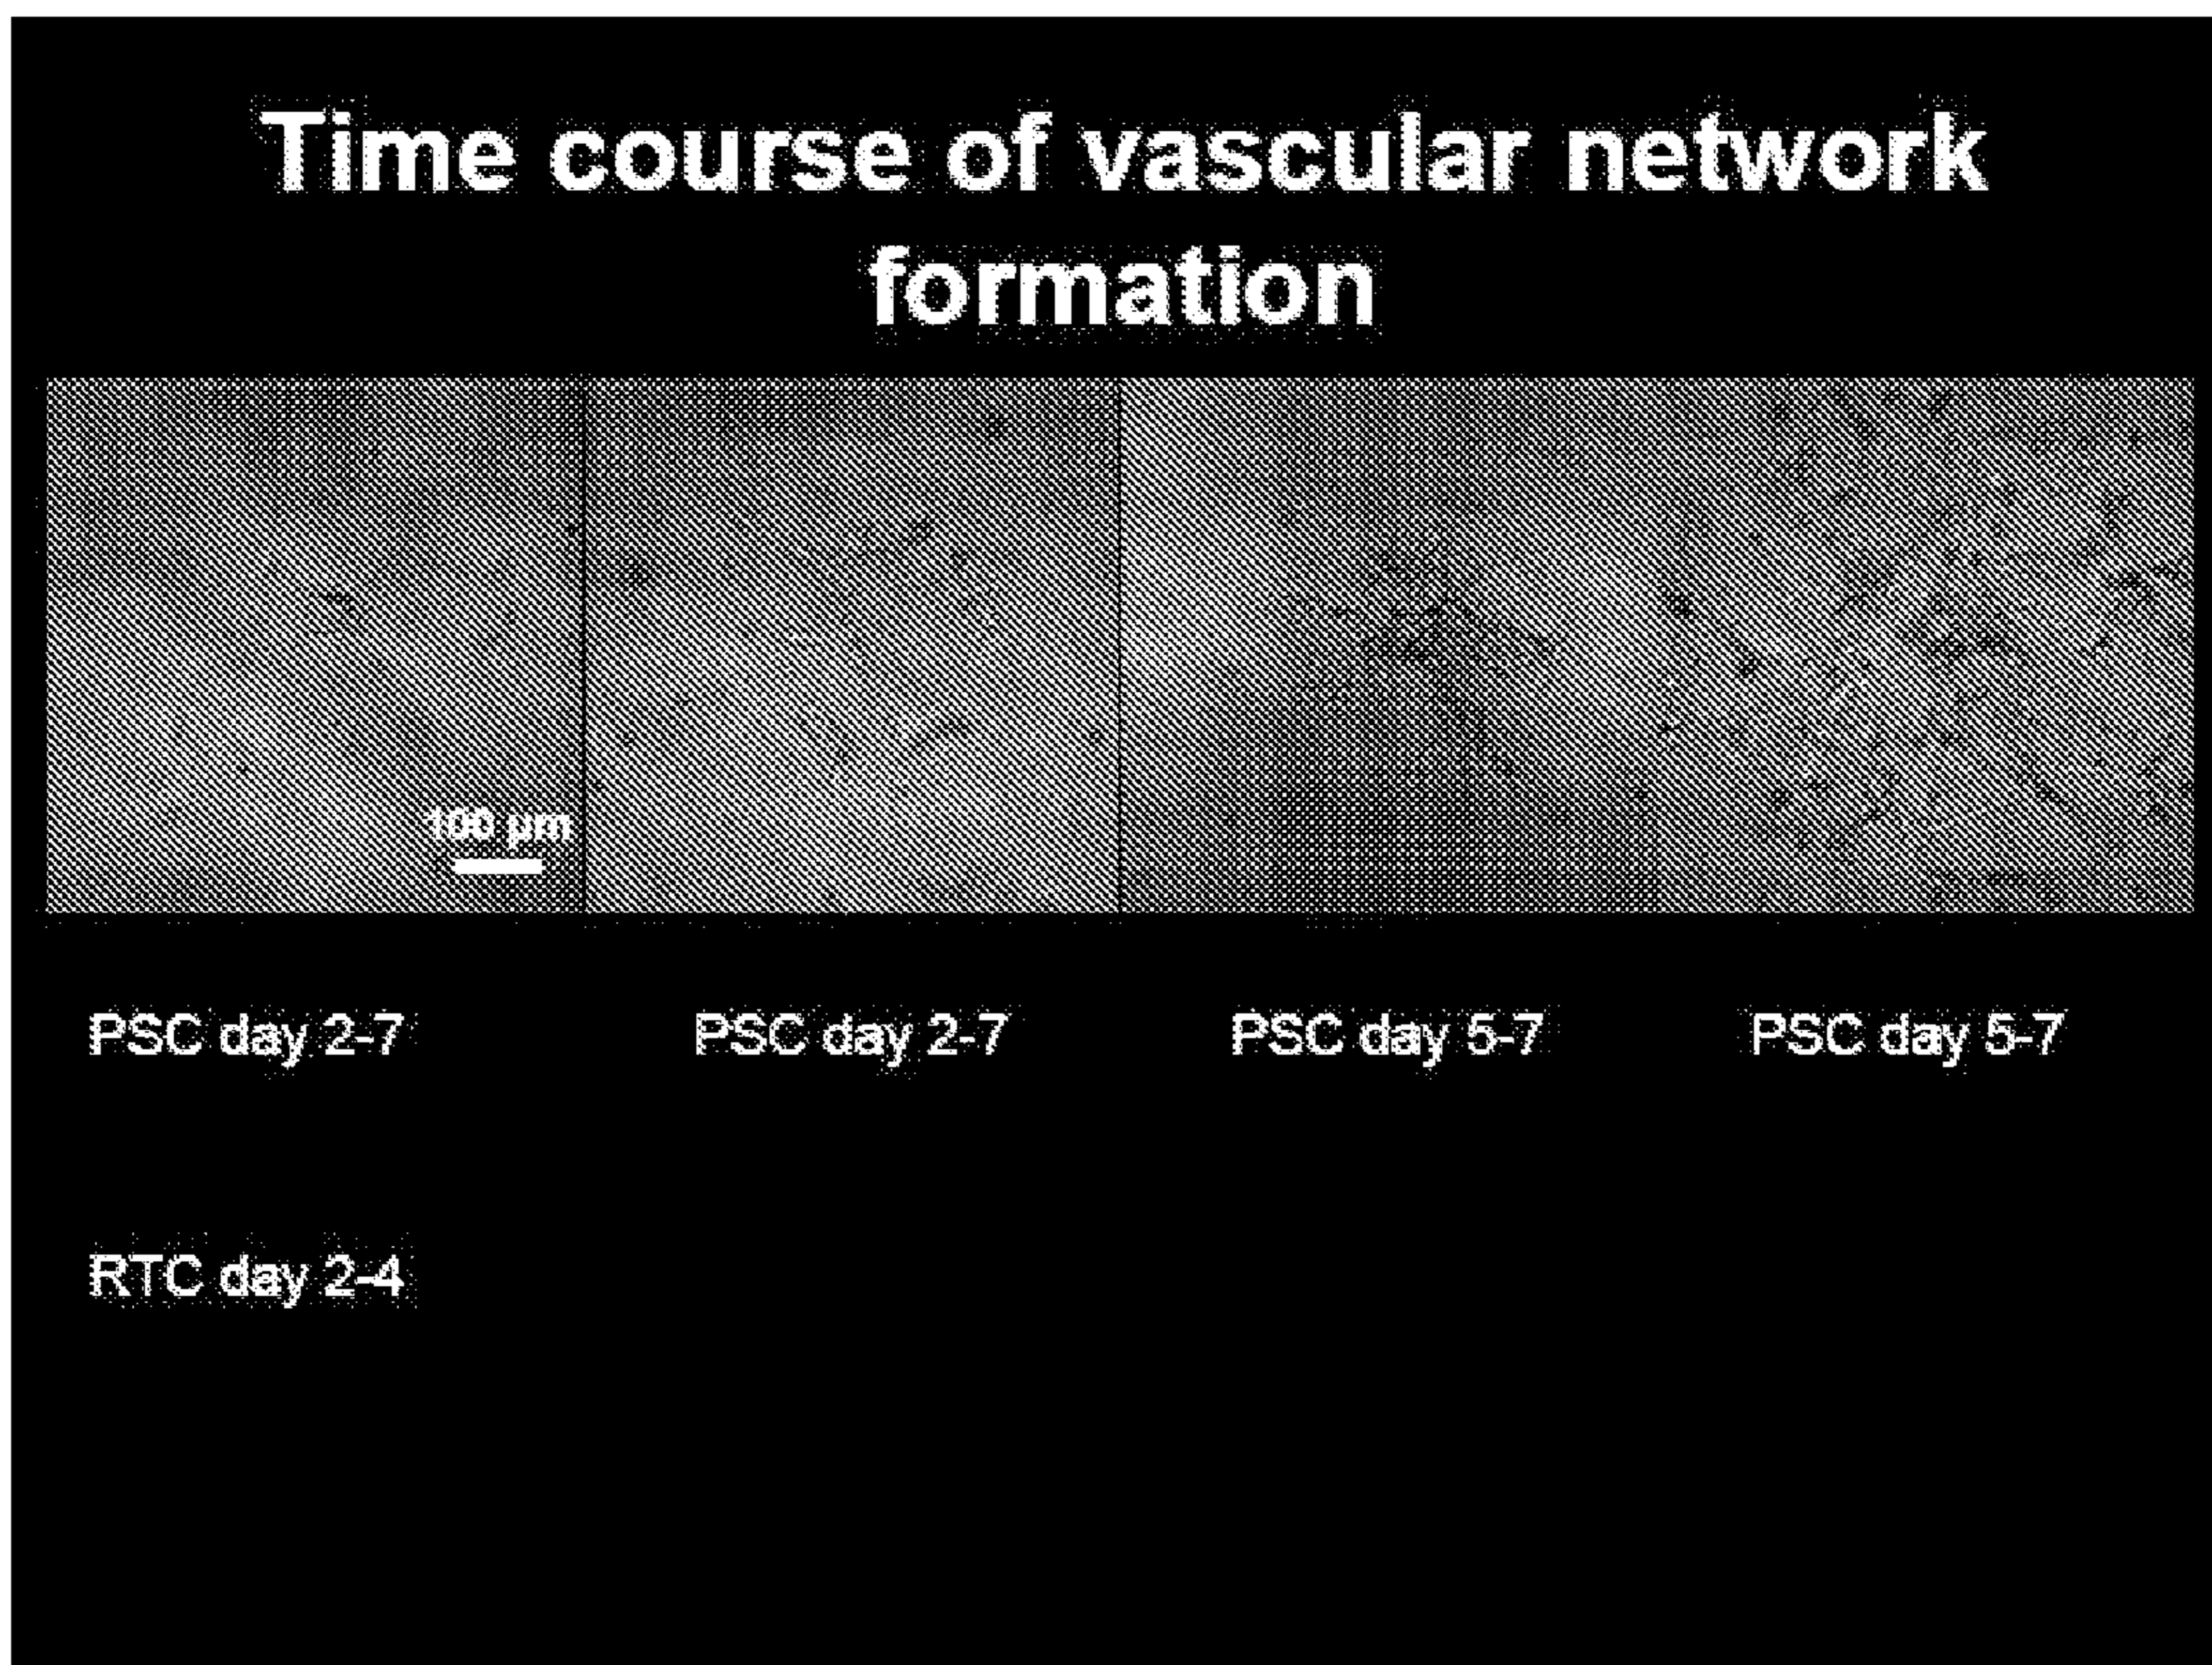 Time course of vascular network
formation
100 µm
PSC day 2-7
PSC day 2-7
PSC day 5-7
PSC day 5-7
RTC day 2-4